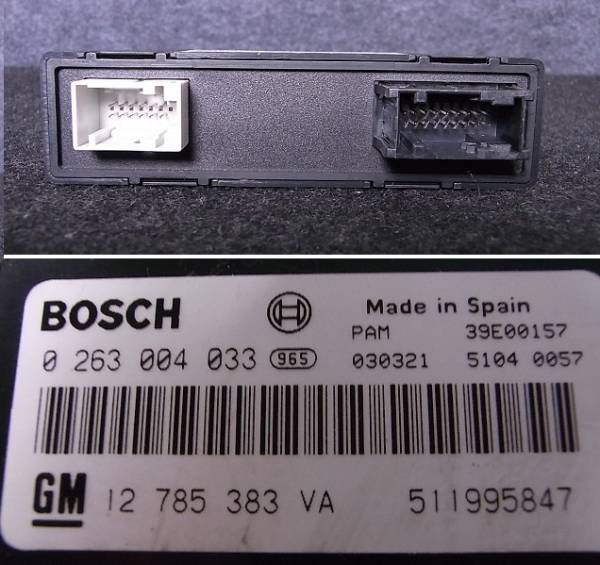 BOSCH Made in Spain
PAM 39E00157
0 263 004 033 965 030321 5104 0057
GM 12 785 383 VA 511995847